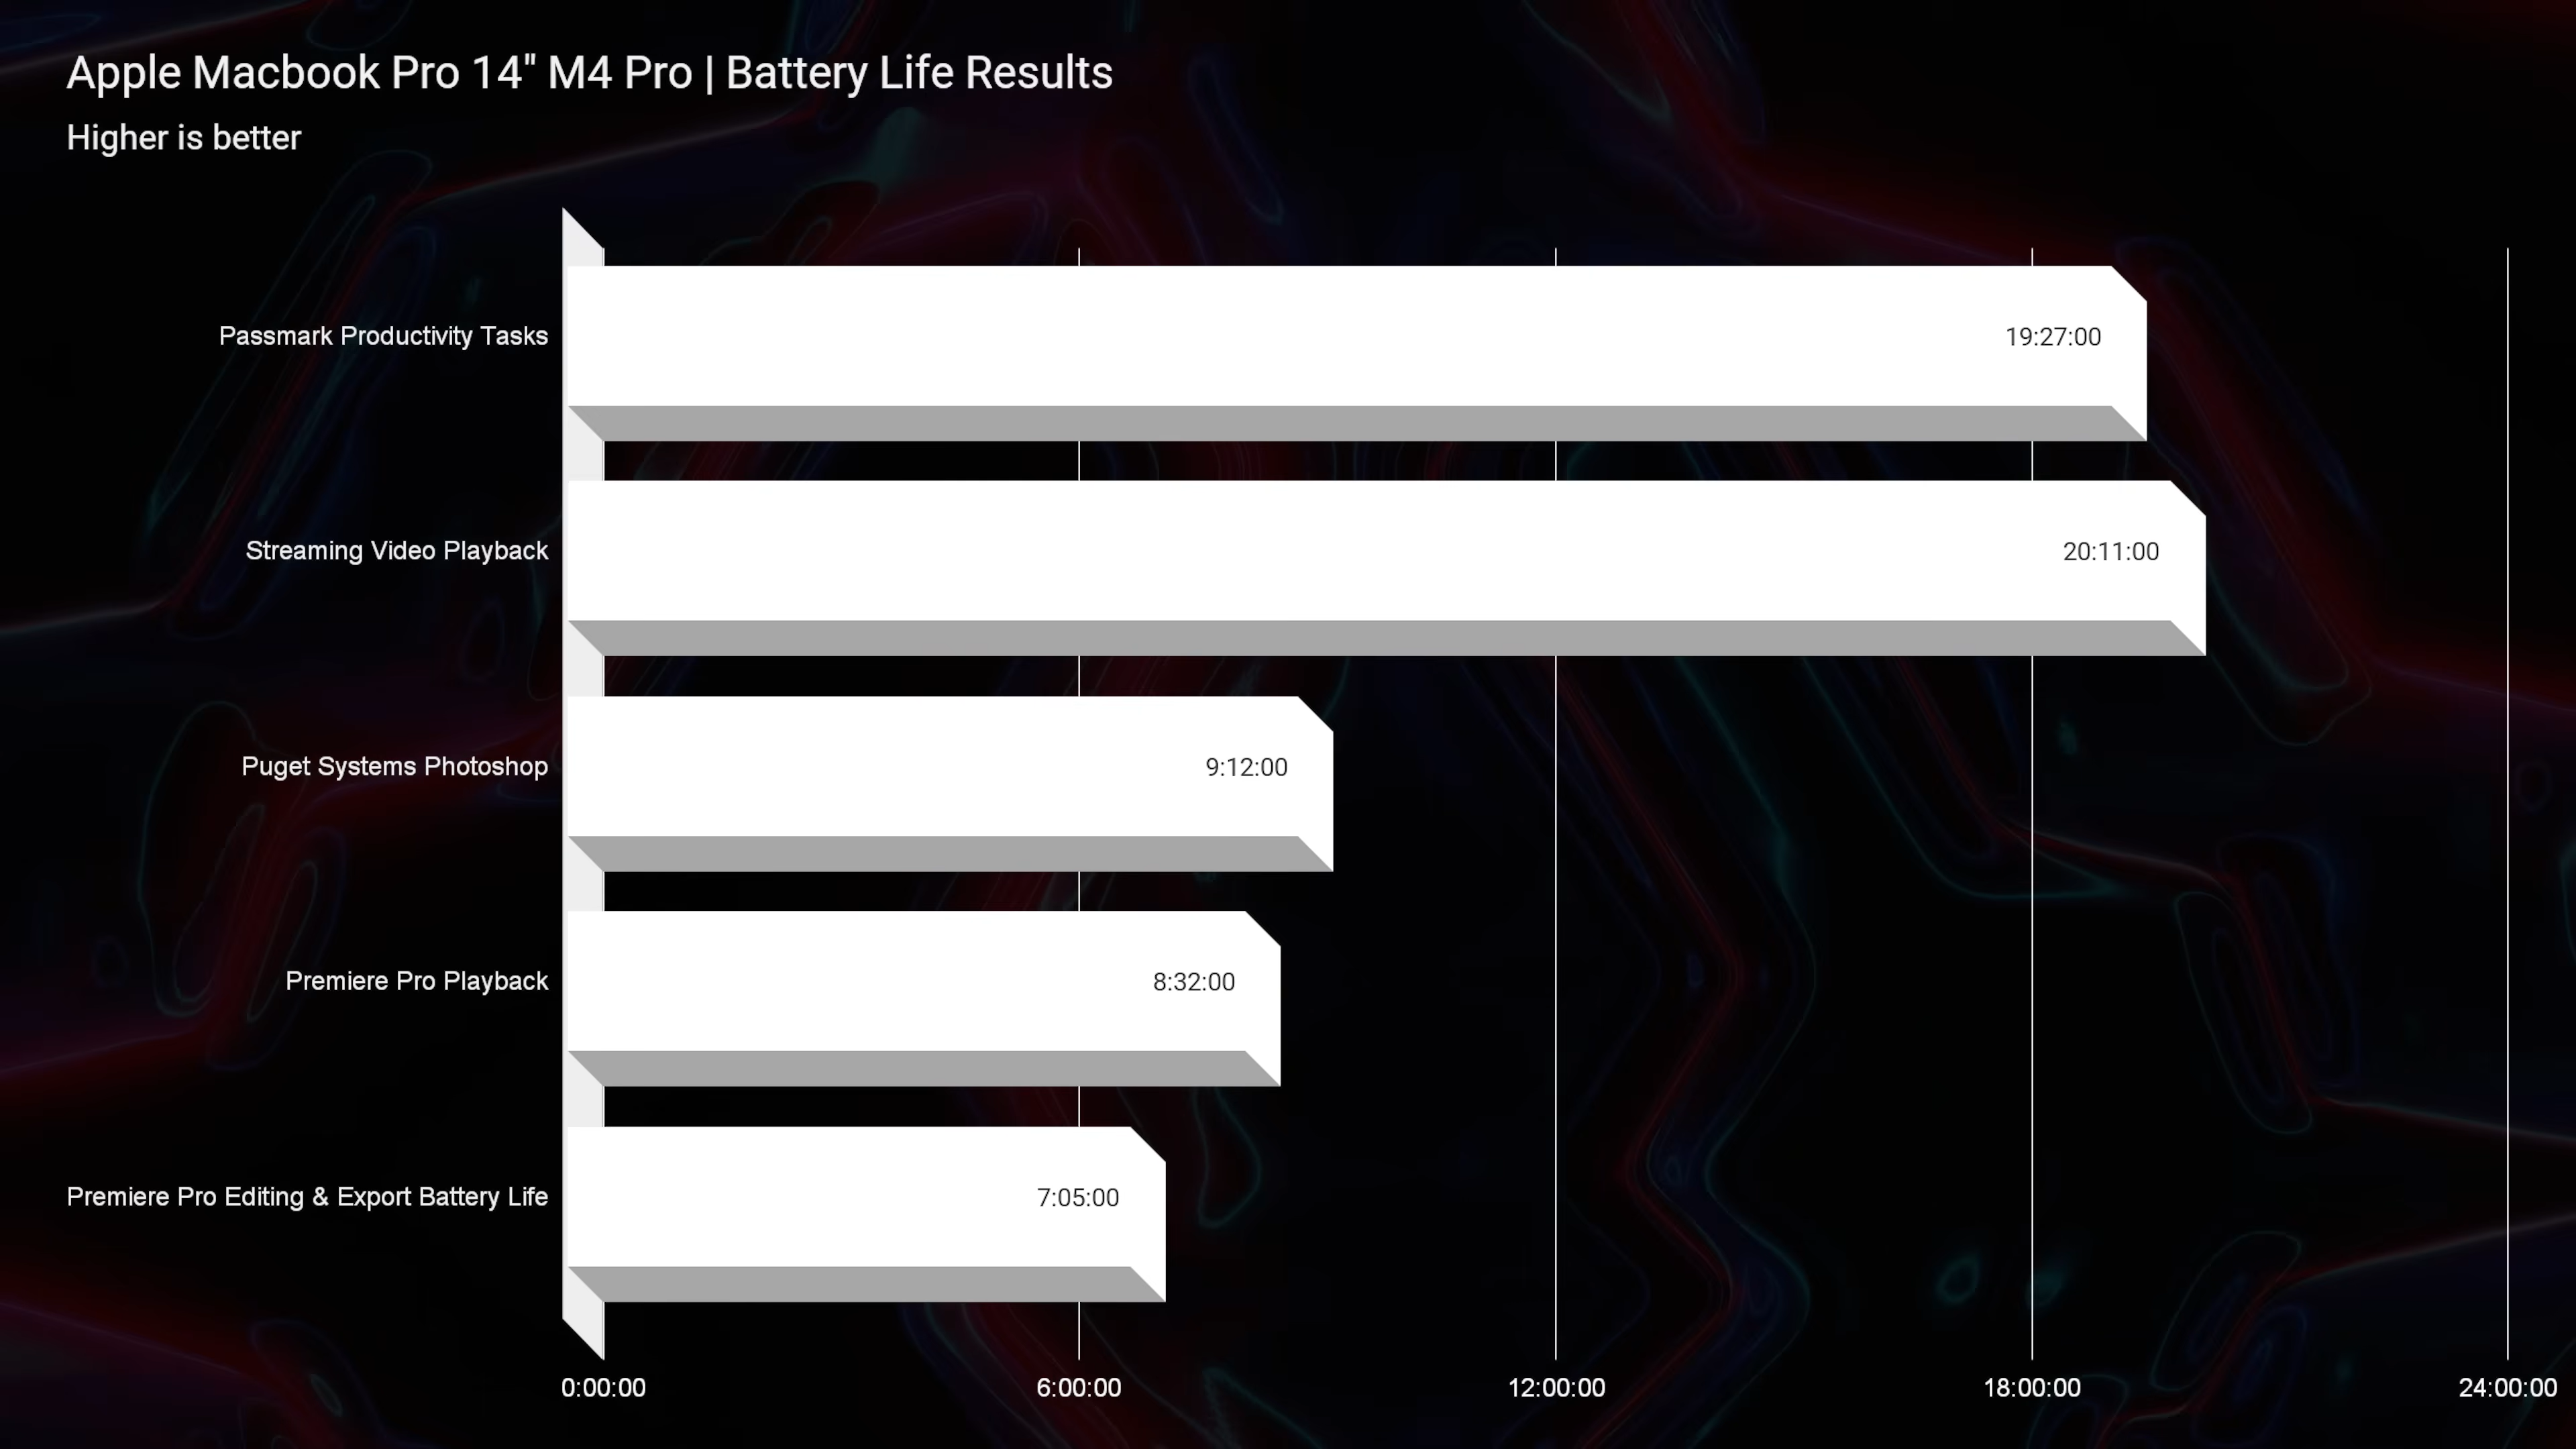 Apple Macbook Pro 14" M4 Pro | Battery Life Results
Higher is better
Passmark Productivity Tasks
19:27:00
Streaming Video Playback
20:11:00
Puget Systems Photoshop
9:12:00
Premiere Pro Playback
8:32:00
Premiere Pro Editing & Export Battery Life
7:05:00
0:00:00 6:00:00 12:00:00 18:00:00 24:00:00